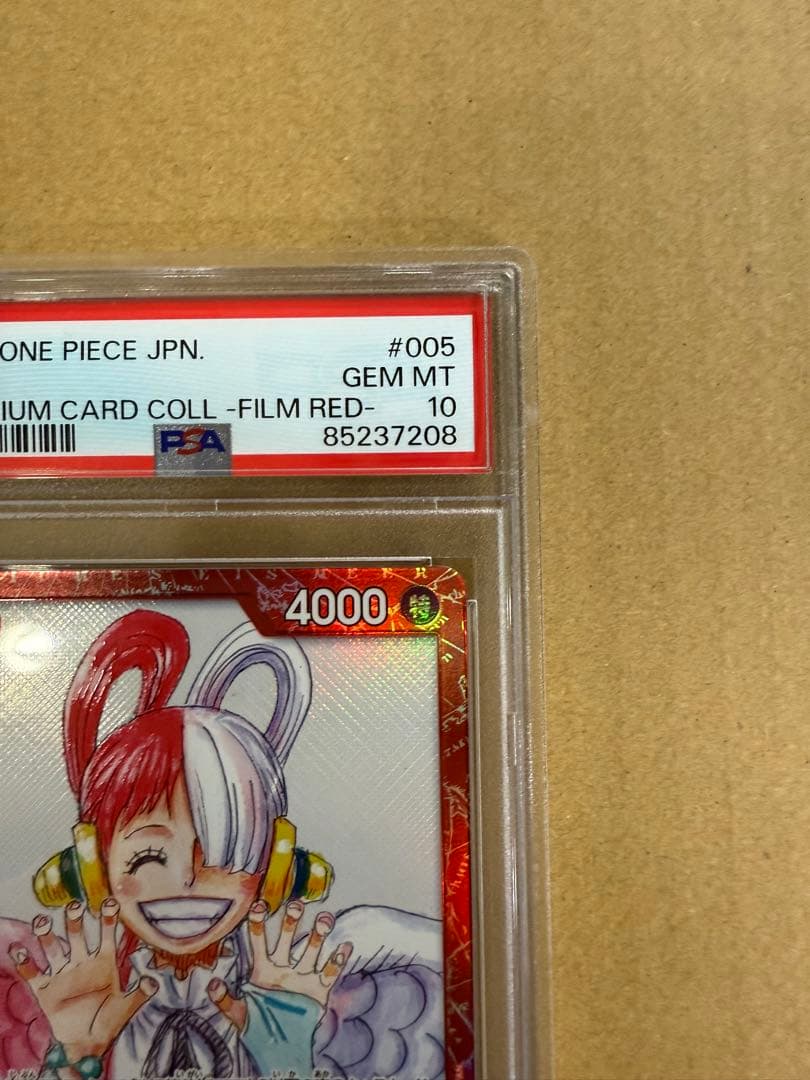 ONE PIECE JPN. #005
GEM MT
IUM CARD COLL -FILM RED- 10
PSA 85237208
4000 特